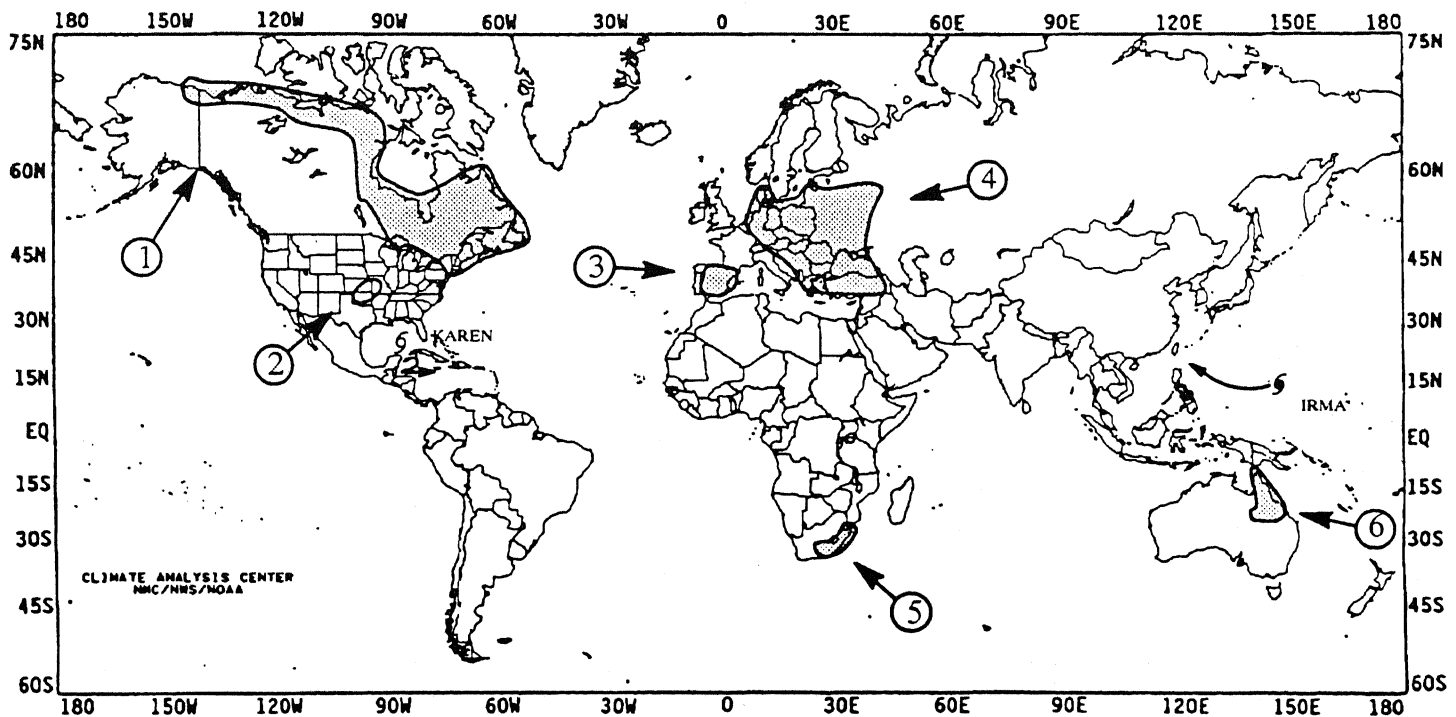 180 150W 120W 90W 60W 30W 0 30E 60E 90E 120E 150E 180
75N 75N
60N 60N
4
1
45N 3 45N
30N KAREN 30N
2
15N 15N
IRMA
EQ EQ
15S 15S
6
30S 30S
CLIMATE ANALYSIS CENTER
NMC/NWS/NOAA
45S 5 45S
60S 60S
180 150W 120W 90W 60W 30W 0 30E 60E 90E 120E 150E 180